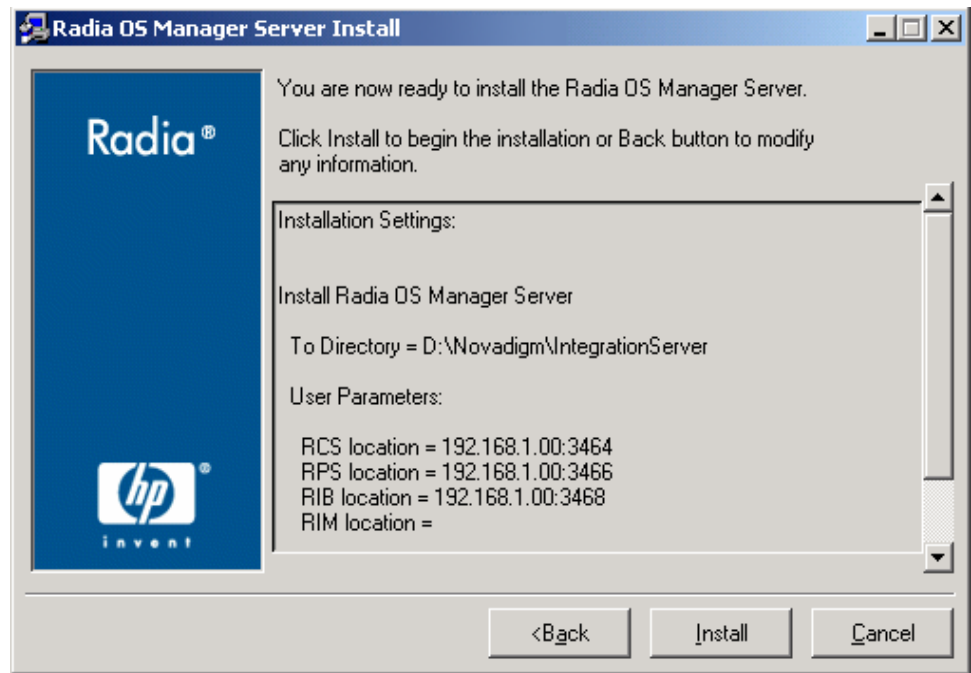 Radia OS Manager Server Install
You are now ready to install the Radia OS Manager Server.
Radia®
Click Install to begin the installation or Back button to modify
any information.
Installation Settings:
Install Radia OS Manager Server
To Directory = D:\Novadigm\IntegrationServer
User Parameters:
RCS location = 192.168.1.00:3464
RPS location = 192.168.1.00:3466
RIB location = 192.168.1.00:3468
RIM location =
hp®
invent
<Back
Install
Cancel